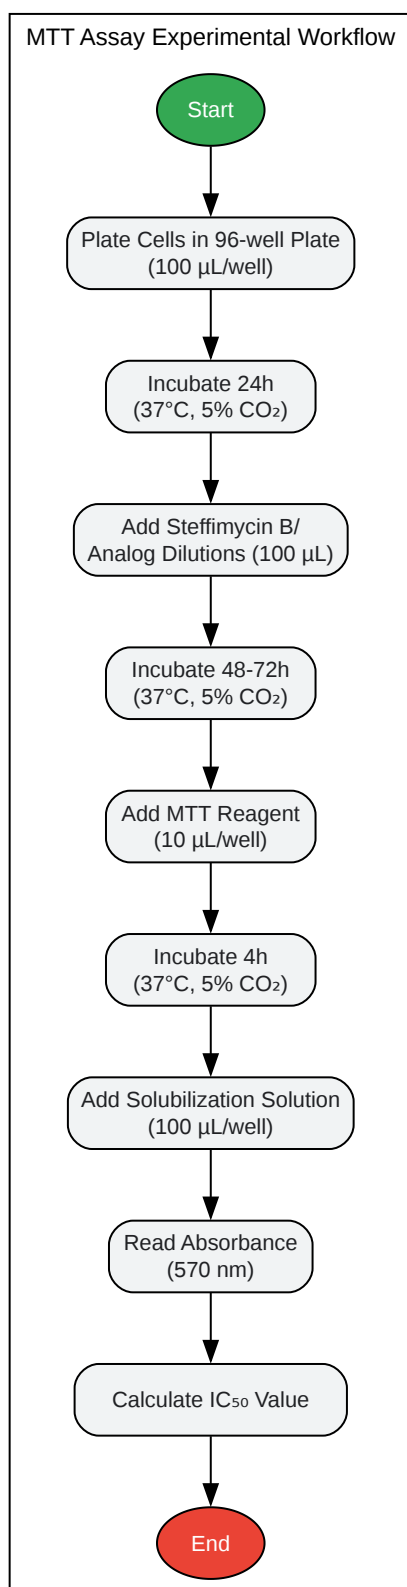 MTT Assay Experimental Workflow
Start
Plate Cells in 96-well Plate
(100 µL/well)
Incubate 24h
(37°C, 5% CO₂)
Add Steffimycin B/
Analog Dilutions (100 µL)
Incubate 48-72h
(37°C, 5% CO₂)
Add MTT Reagent
(10 µL/well)
Incubate 4h
(37°C, 5% CO₂)
Add Solubilization Solution
(100 µL/well)
Read Absorbance
(570 nm)
Calculate IC₅₀ Value
End